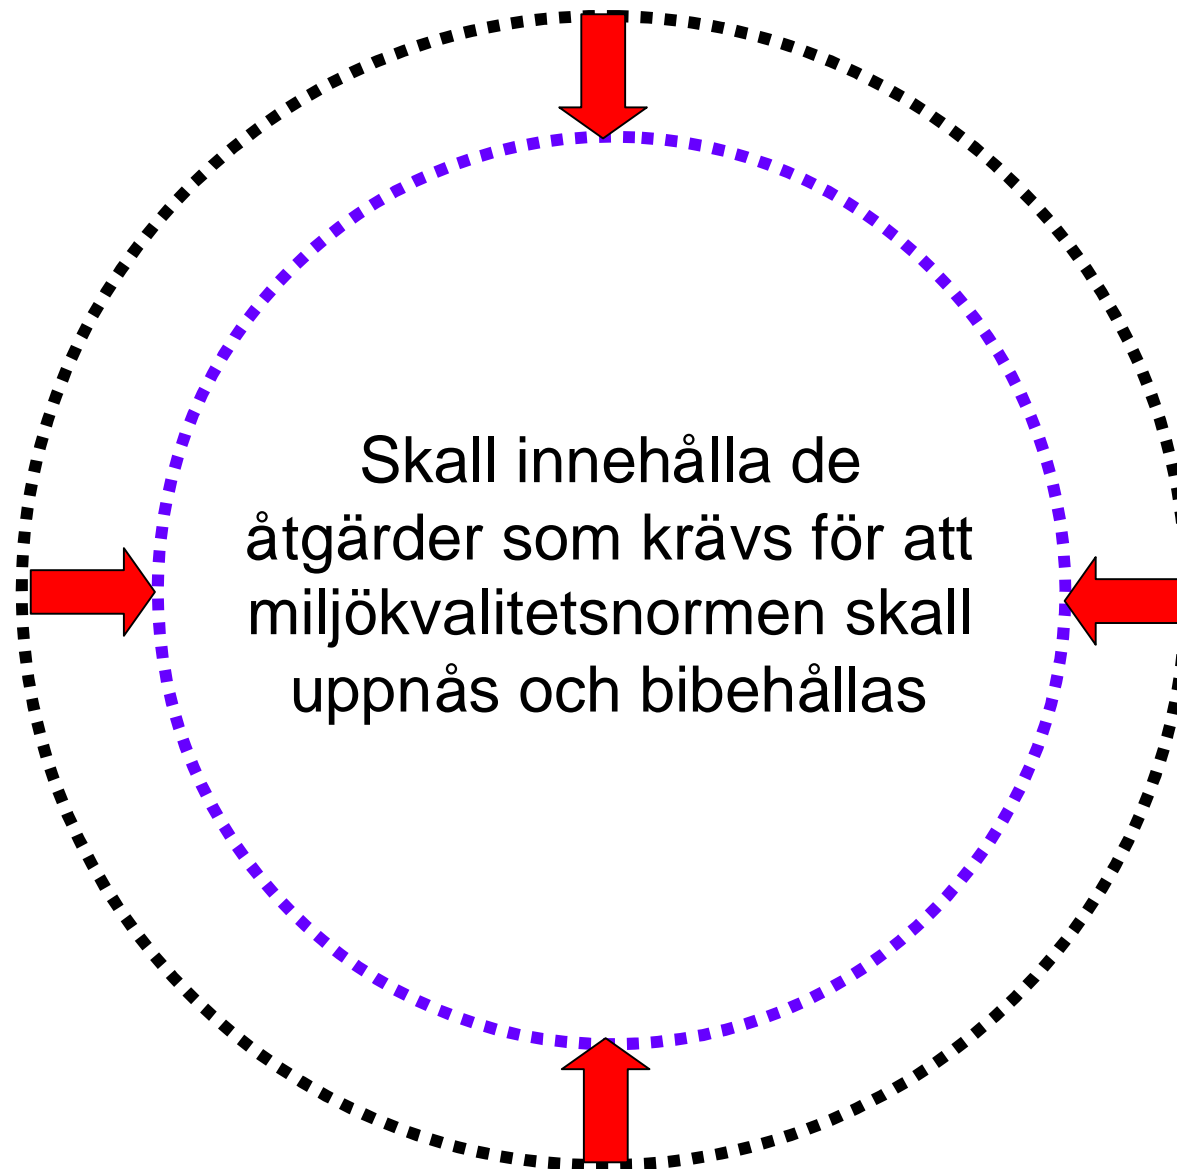 Skall innehålla de
åtgärder som krävs för att
miljökvalitetsnormen skall
uppnås och bibehållas